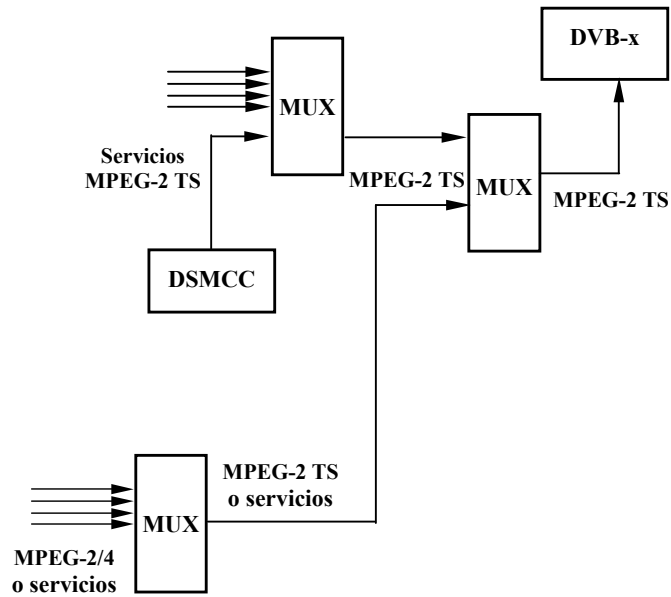 DVB-x
MUX
Servicios
MPEG-2 TS
MPEG-2 TS
MUX
MPEG-2 TS
DSMCC
MPEG-2 TS
o servicios
MUX
MPEG-2/4
o servicios